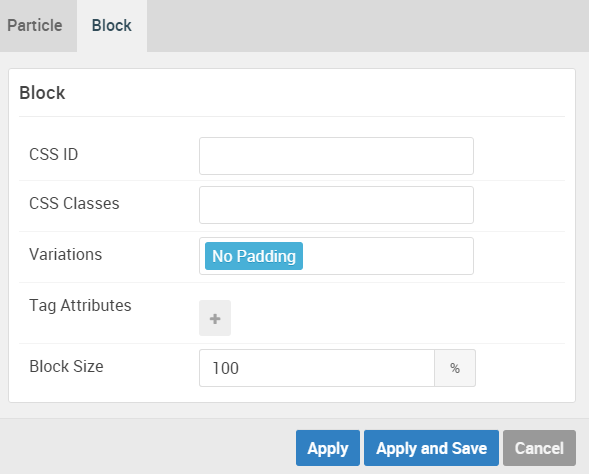 Particle Block
Block
CSS ID
CSS Classes
Variations No Padding
Tag Attributes +
Block Size 100 %
Apply Apply and Save Cancel